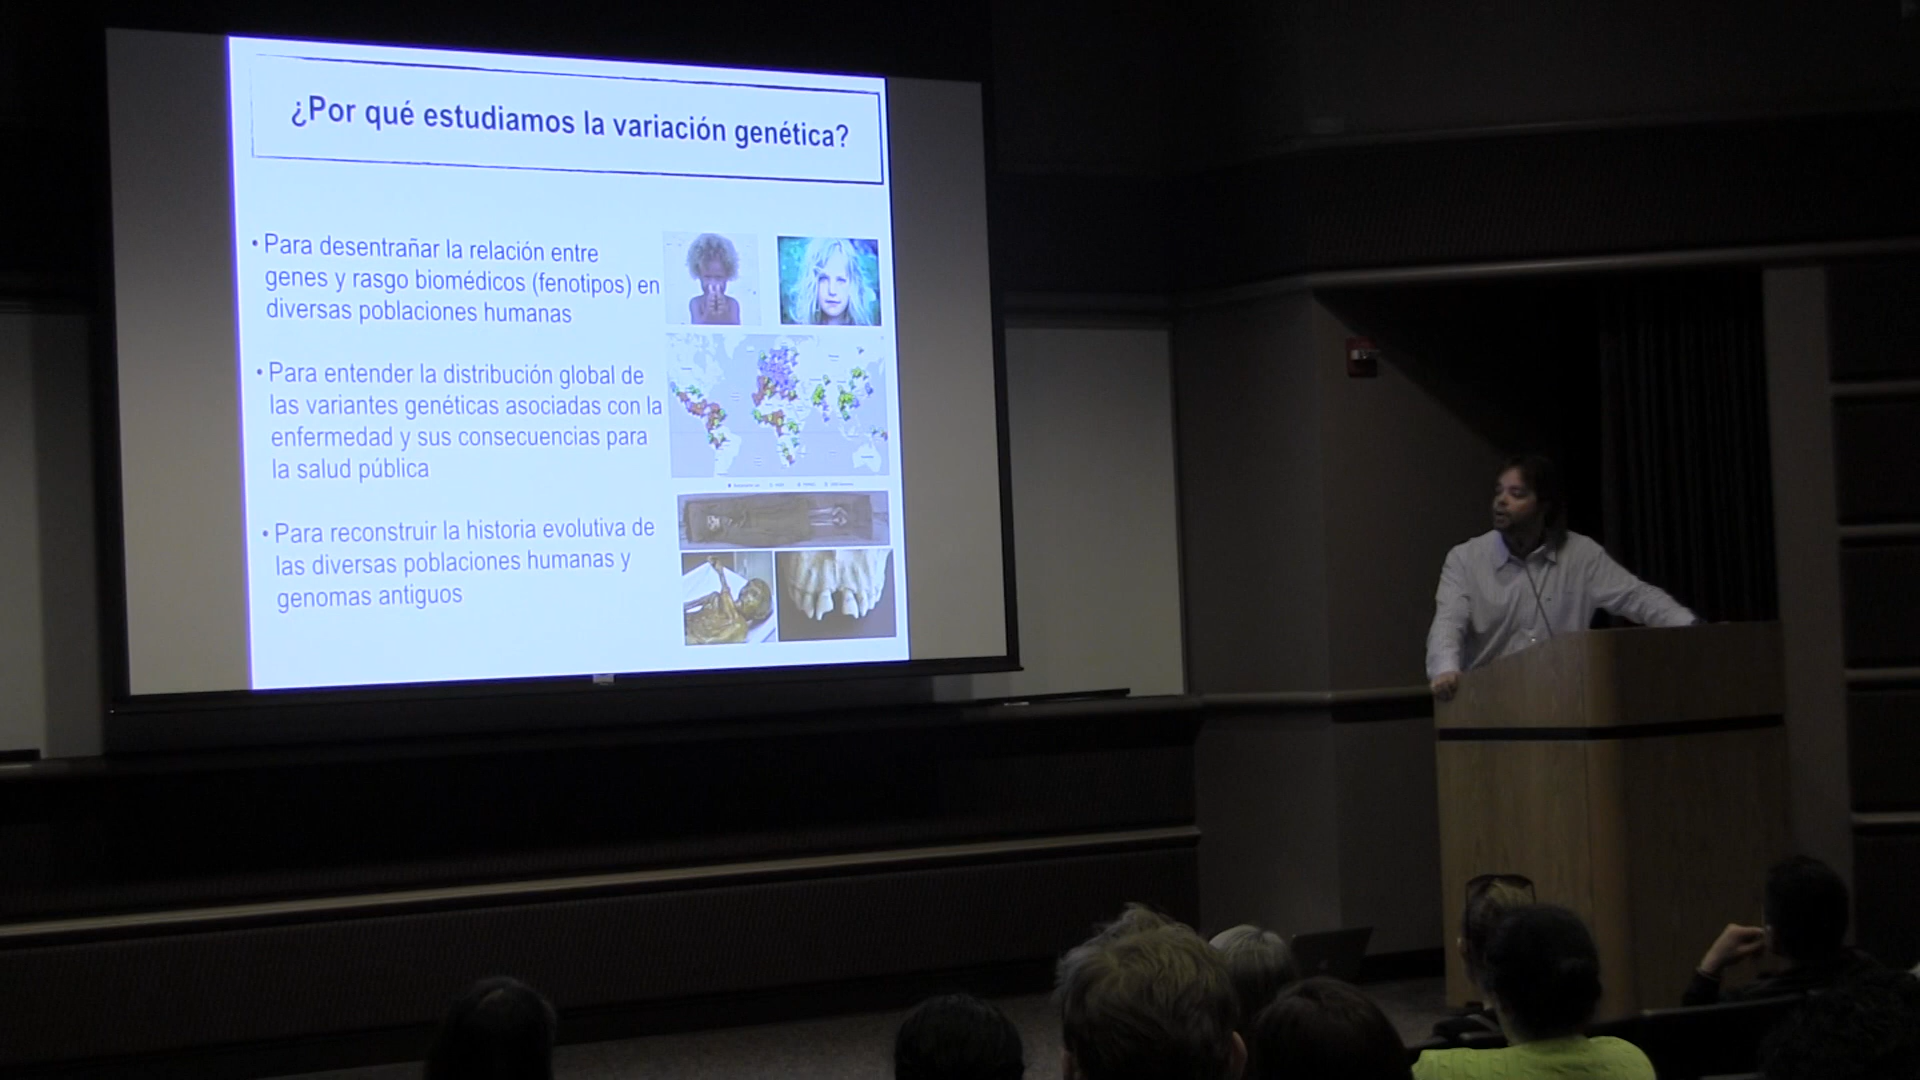 ¿Por qué estudiamos la variación genética?
• Para desentrañar la relación entre
genes y rasgo biomédicos (fenotipos) en
diversas poblaciones humanas
• Para entender la distribución global de
las variantes genéticas asociadas con la
enfermedad y sus consecuencias para
la salud pública
• Para reconstruir la historia evolutiva de
las diversas poblaciones humanas y
genomas antiguos